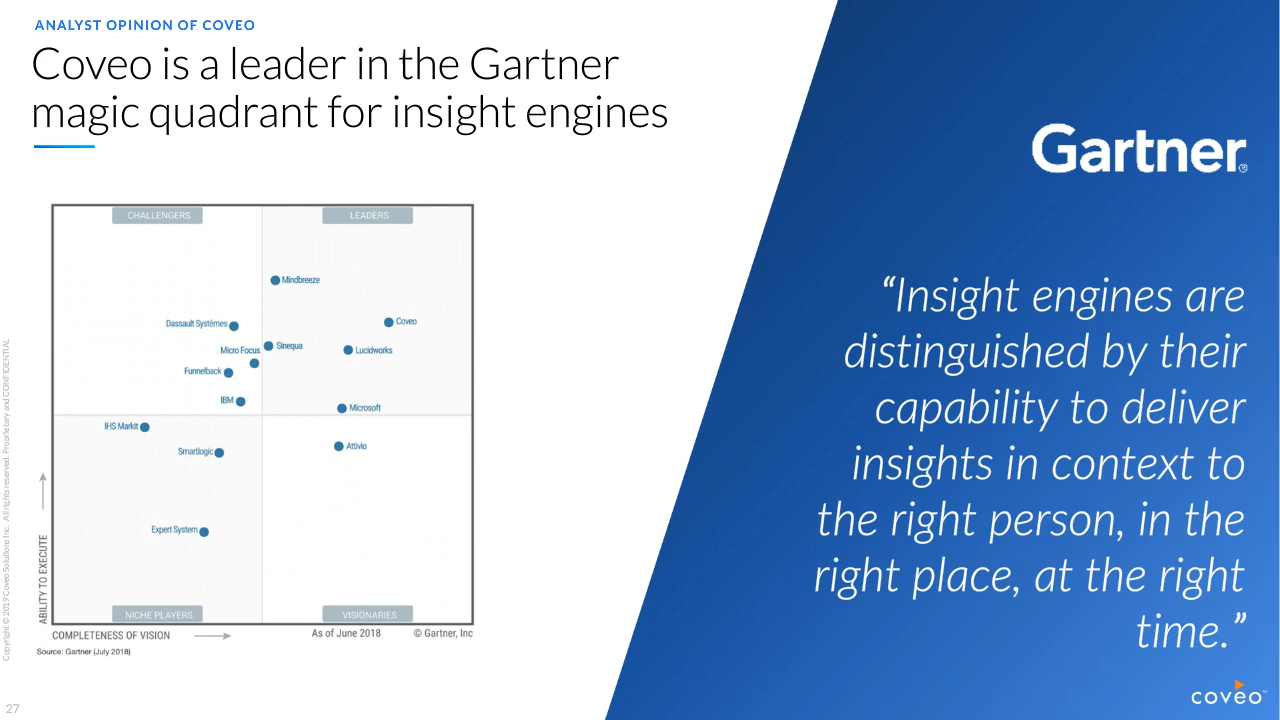 ANALYST OPINION OF COVEO
Coveo is a leader in the Gartner
magic quadrant for insight engines
CHALLENGERS
LEADERS
Mindbreeze
Dassault Systèmes
Coveo
Micro Focus
Sinequa
Lucidworks
Funnelback
IBM
Microsoft
IHS Markit
Attivio
Smartlogic
Expert System
NICHE PLAYERS
VISIONARIES
ABILITY TO EXECUTE
COMPLETENESS OF VISION
As of June 2018
© Gartner, Inc
Source: Gartner (July 2018)
Gartner®
“Insight engines are
distinguished by their
capability to deliver
insights in context to
the right person, in the
right place, at the right
time.”
Copyright © 2019 Coveo Solutions Inc. All rights reserved. Proprietary and CONFIDENTIAL
27
coveo™